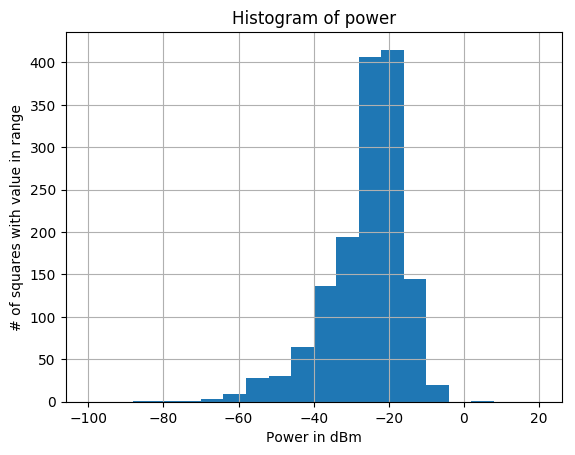 Histogram of power
# of squares with value in range
400
350
300
250
200
150
100
50
0
−100 −80 −60 −40 −20 0 20
Power in dBm